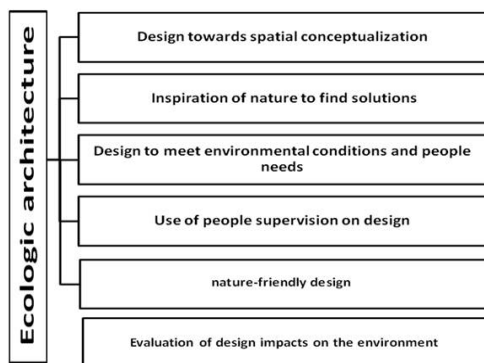 Ecologic architecture
Design towards spatial conceptualization
Inspiration of nature to find solutions
Design to meet environmental conditions and people
needs
Use of people supervision on design
nature-friendly design
Evaluation of design impacts on the environment